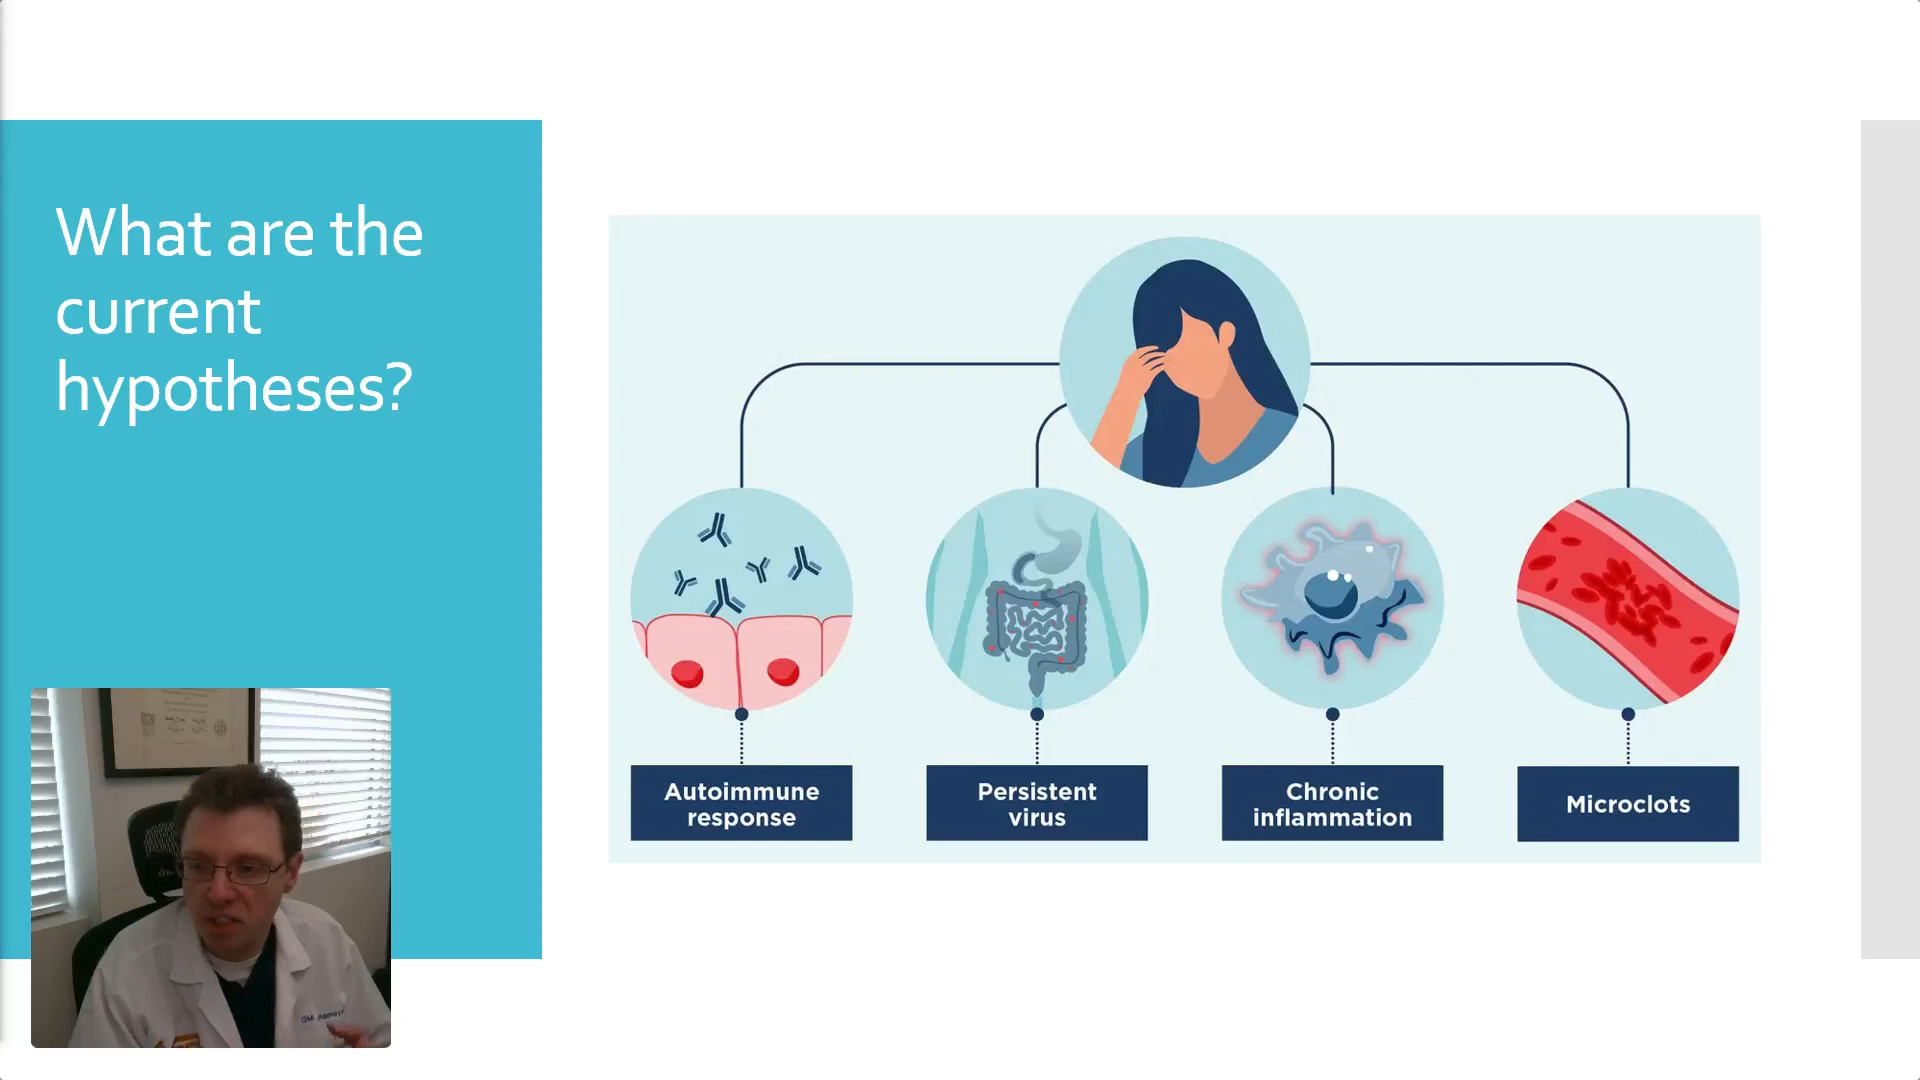 What are the
current
hypotheses?
Autoimmune
response
Persistent
virus
Chronic
inflammation
Microclots